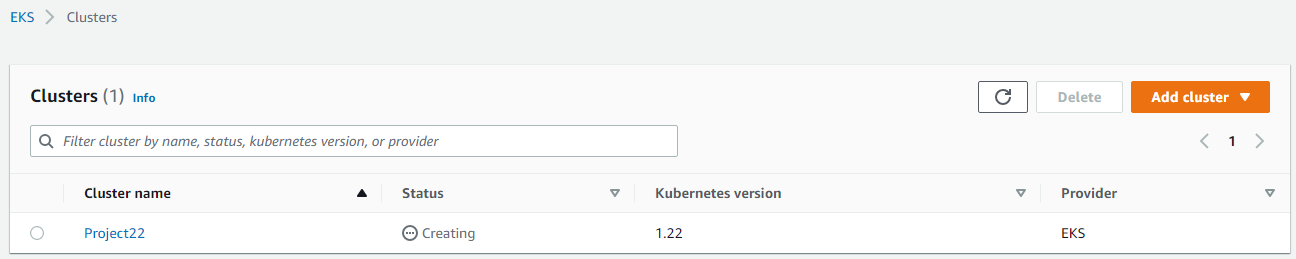 EKS Clusters
Clusters (1) Info
Delete
Add cluster
Filter cluster by name, status, kubernetes version, or provider
1
Cluster name Status Kubernetes version Provider
Project22 Creating 1.22 EKS